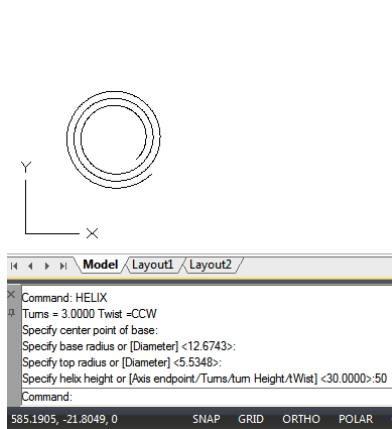 Y
X
Model Layout1 Layout2
Command: HELIX
Turns = 3.0000 Twist =CCW
Specify center point of base:
Specify base radius or [Diameter] <12.6743>:
Specify top radius or [Diameter] <5.5348>:
Specify helix height or [Axis endpoint/Turns/turn Height/tWist] <30.0000>:50
Command:
585.1905, -21.8049, 0 SNAP GRID ORTHO POLAR